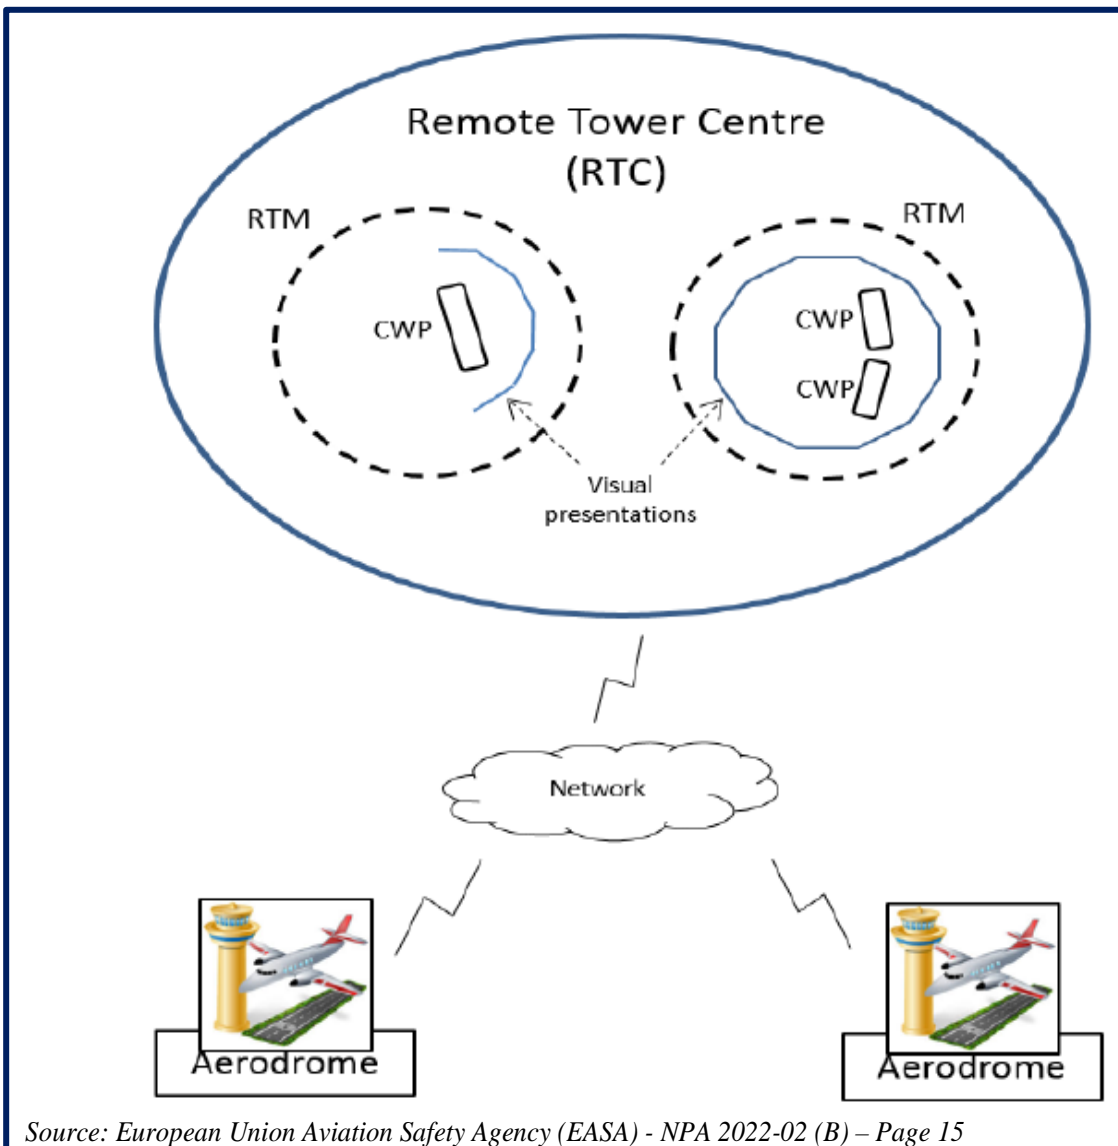 Remote Tower Centre
(RTC)
RTM
RTM
CWP
CWP
CWP
Visual
presentations
Network
Aerodrome
Aerodrome
Source: European Union Aviation Safety Agency (EASA) - NPA 2022-02 (B) – Page 15